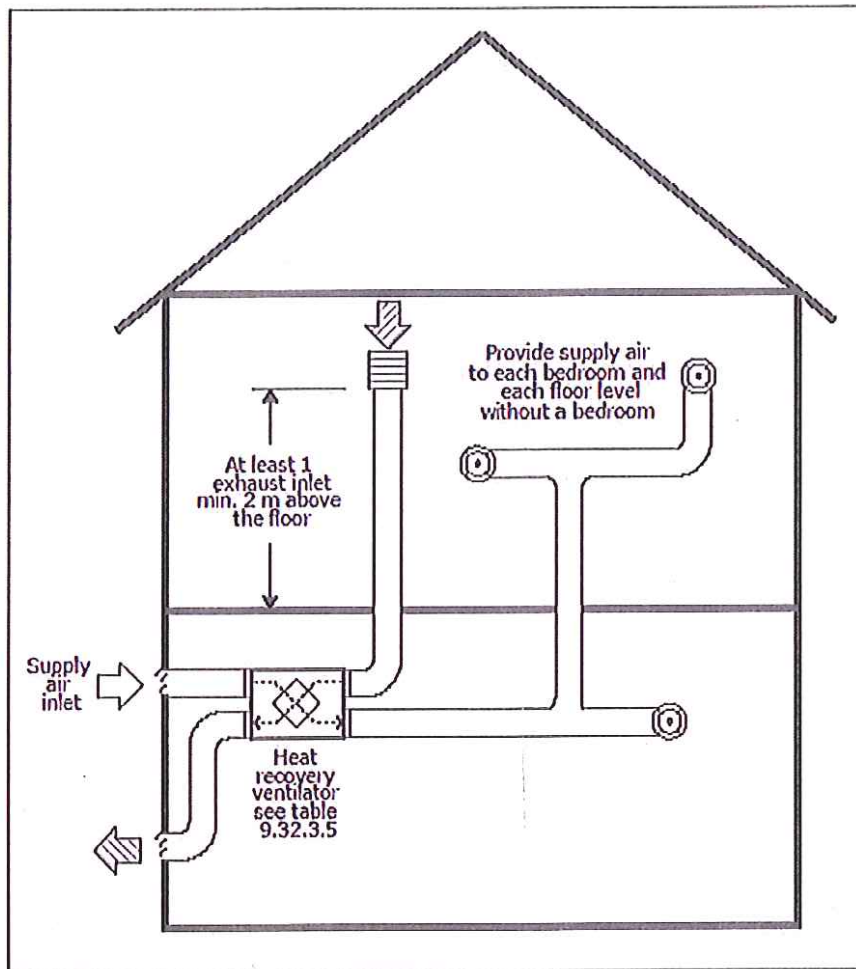 Provide supply air
to each bedroom and
each floor level
without a bedroom
At least 1
exhaust inlet
min. 2 m above
the floor
Supply
air
inlet
Heat
recovery
ventilator
see table
9.32.3.5